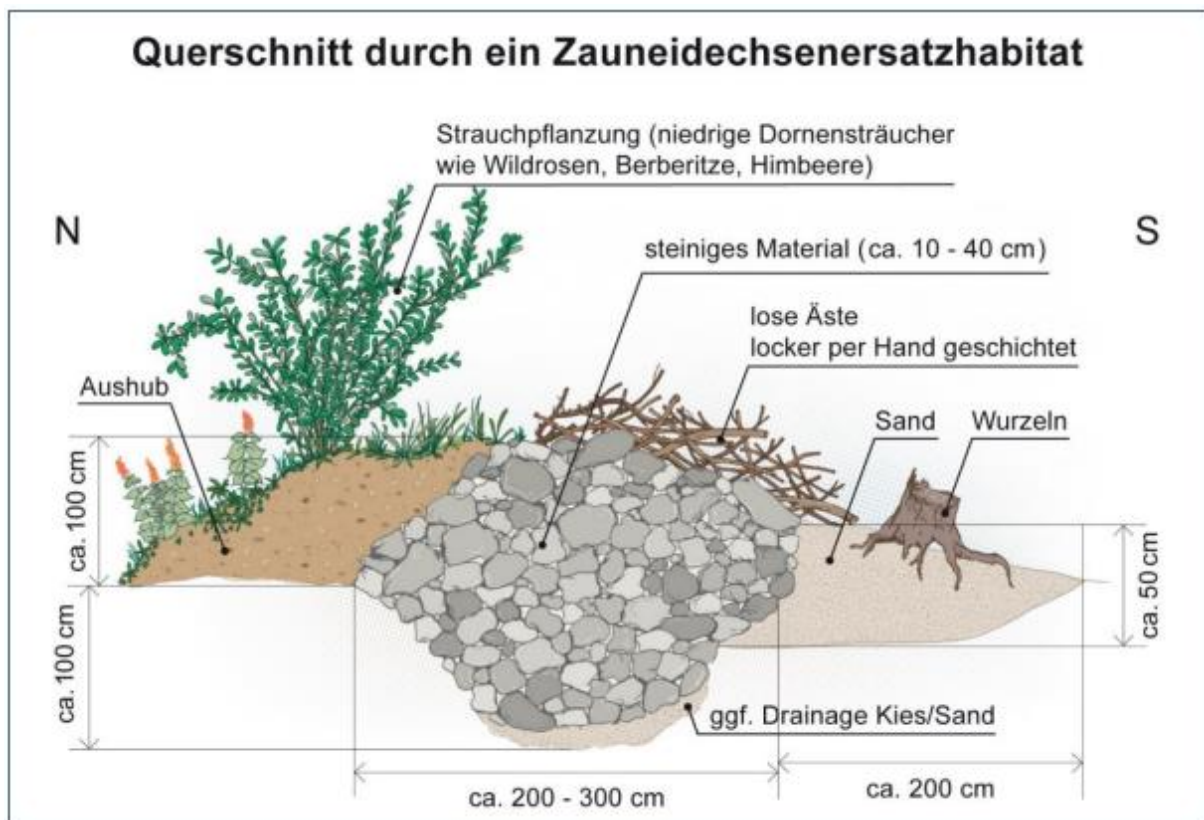 Querschnitt durch ein Zauneidechsenersatzhabitat
Strauchpflanzung (niedrige Dornensträucher
wie Wildrosen, Berberitze, Himbeere)
N
S
steiniges Material (ca. 10 - 40 cm)
lose Äste
locker per Hand geschichtet
Aushub
Sand
Wurzeln
ca. 100 cm
ca. 50 cm
ca. 100 cm
ggf. Drainage Kies/Sand
ca. 200 - 300 cm
ca. 200 cm